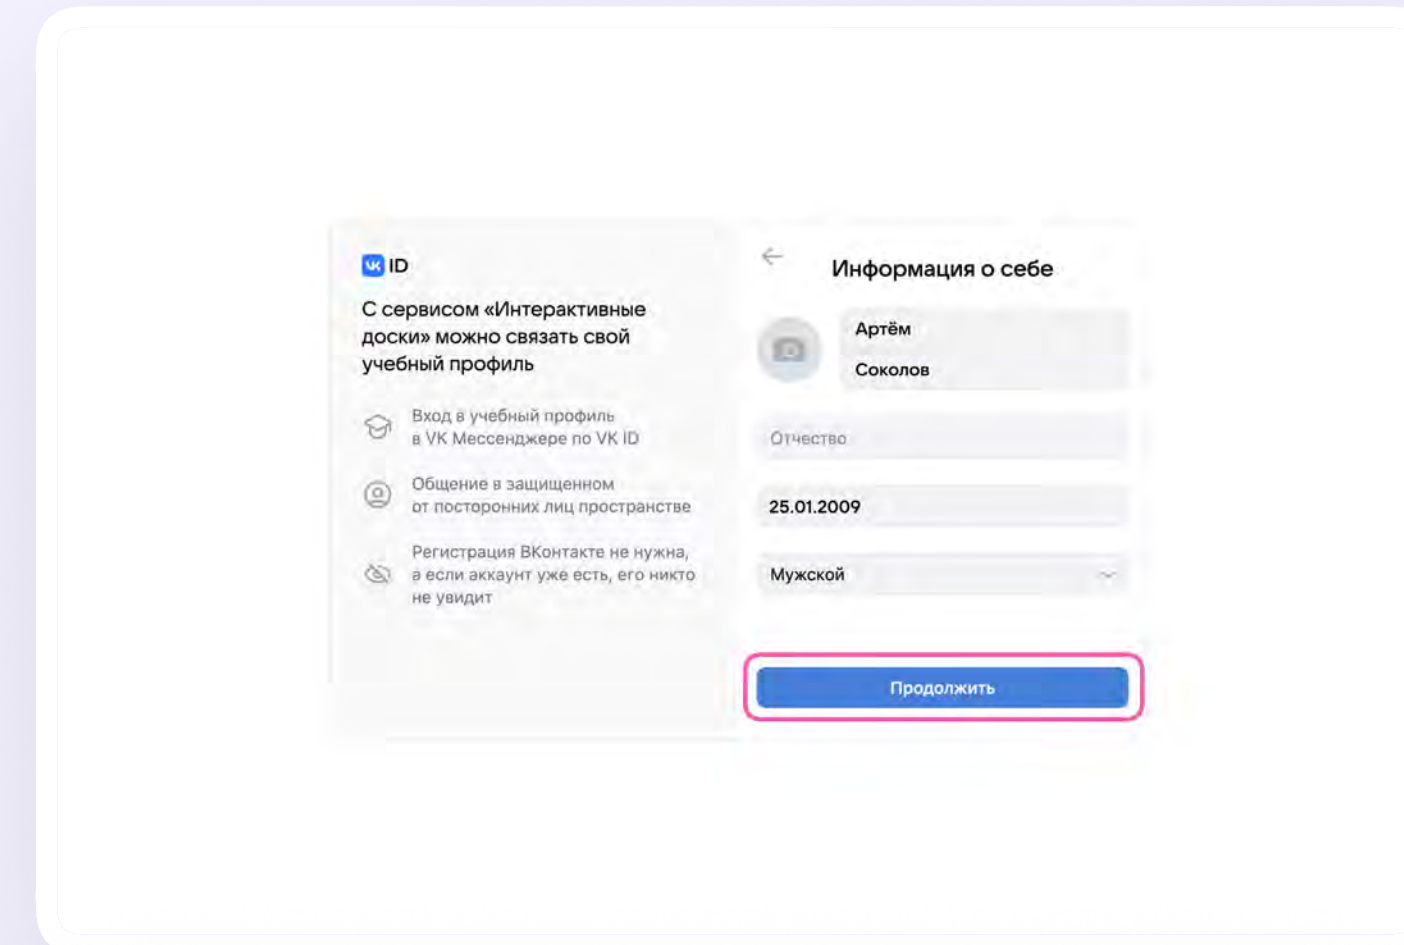 VK ID
С сервисом «Интерактивные
доски» можно связать свой
учебный профиль
Вход в учебный профиль
в VK Мессенджере по VK ID
Общение в защищенном
от посторонних лиц пространстве
Регистрация ВКонтакте не нужна,
а если аккаунт уже есть, его никто
не увидит
Информация о себе
Артём
Соколов
Отчество
25.01.2009
Мужской
Продолжить